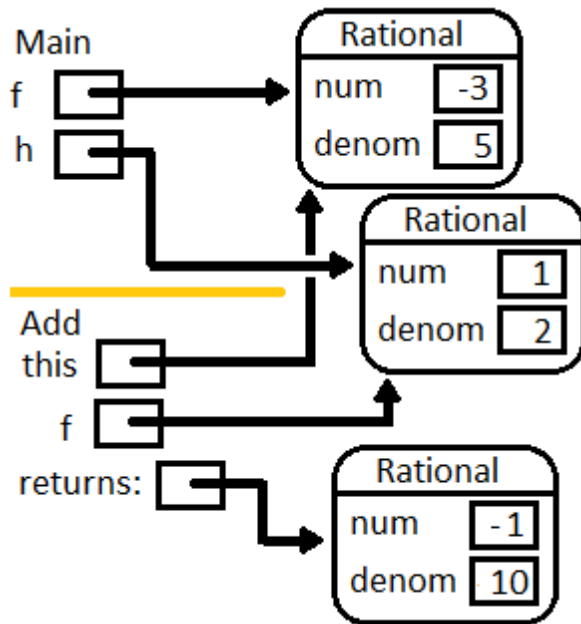 Main
f
h
Rational
num -3
denom 5
Rational
num 1
denom 2
Add
this
f
returns:
Rational
num -1
denom 10